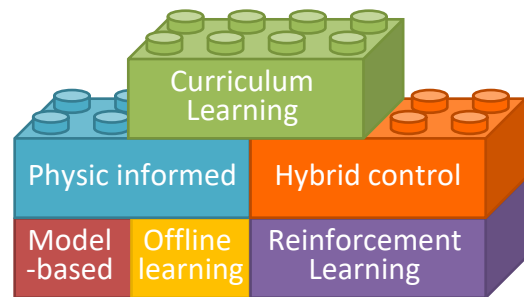 Curriculum
Learning
Physic informed
Hybrid control
Model
-based
Offline
learning
Reinforcement
Learning